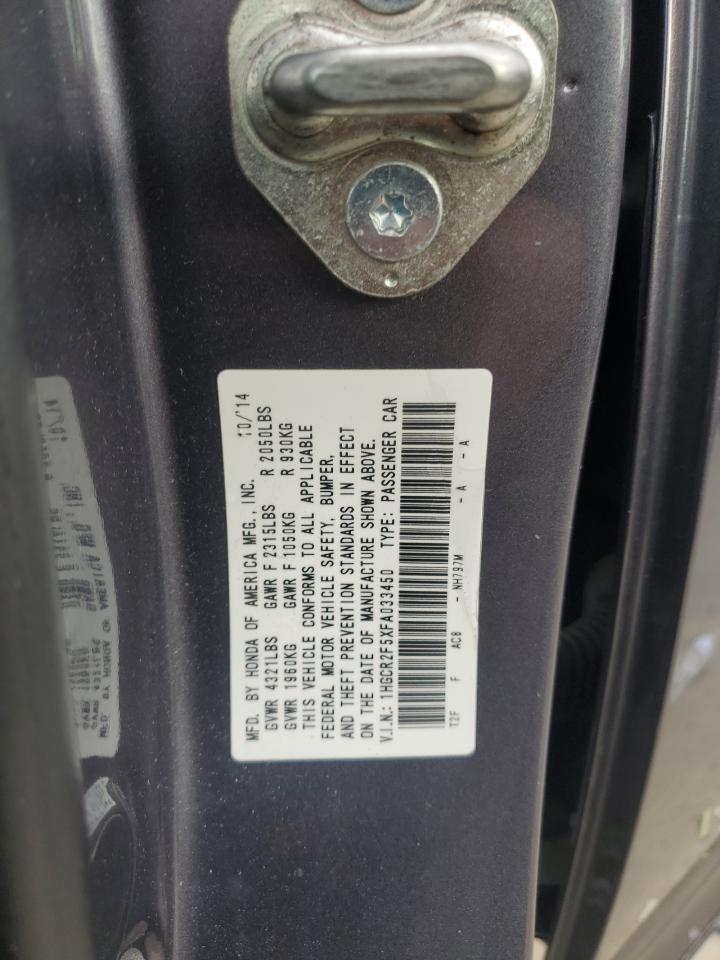 MFD. BY HONDA OF AMERICA MFG., INC. 10/'14
GVWR 4321LBS GAWR F 2315LBS R 2050LBS
GVWR 1960KG GAWR F 1050KG R 930KG
THIS VEHICLE CONFORMS TO ALL APPLICABLE
FEDERAL MOTOR VEHICLE SAFETY, BUMPER,
AND THEFT PREVENTION STANDARDS IN EFFECT
ON THE DATE OF MANUFACTURE SHOWN ABOVE.
V.I.N.: 1HGCR2F5XFA033450 TYPE: PASSENGER CAR
T2F F AC8 - NH797M - A - A